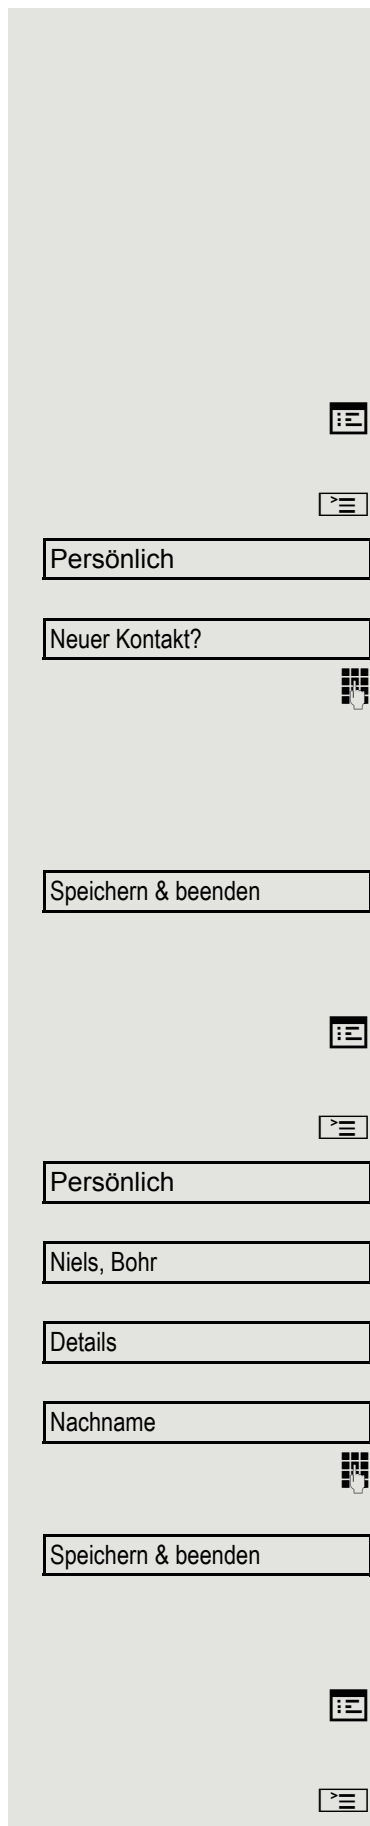 Persönlich
Neuer Kontakt?
Speichern & beenden
Persönlich
Niels, Bohr
Details
Nachname
Speichern & beenden